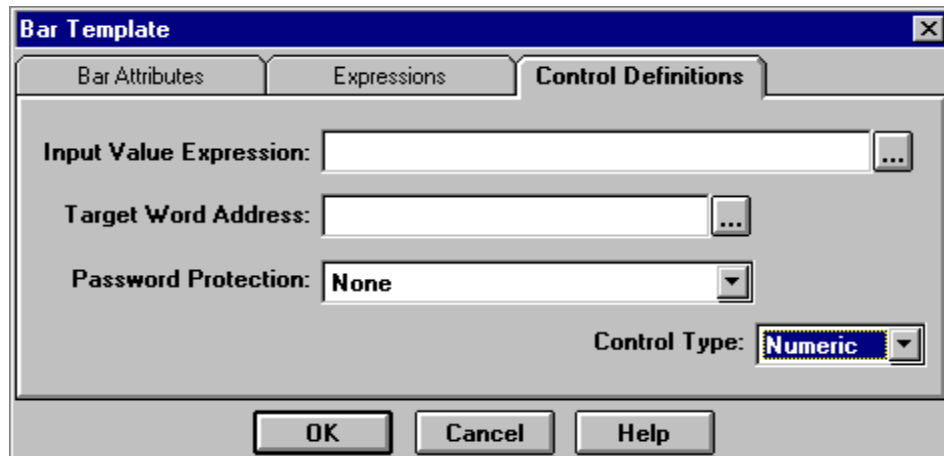 Bar Template
Bar Attributes Expressions Control Definitions
Input Value Expression: ...
Target Word Address: ...
Password Protection: None
Control Type: Numeric
OK Cancel Help